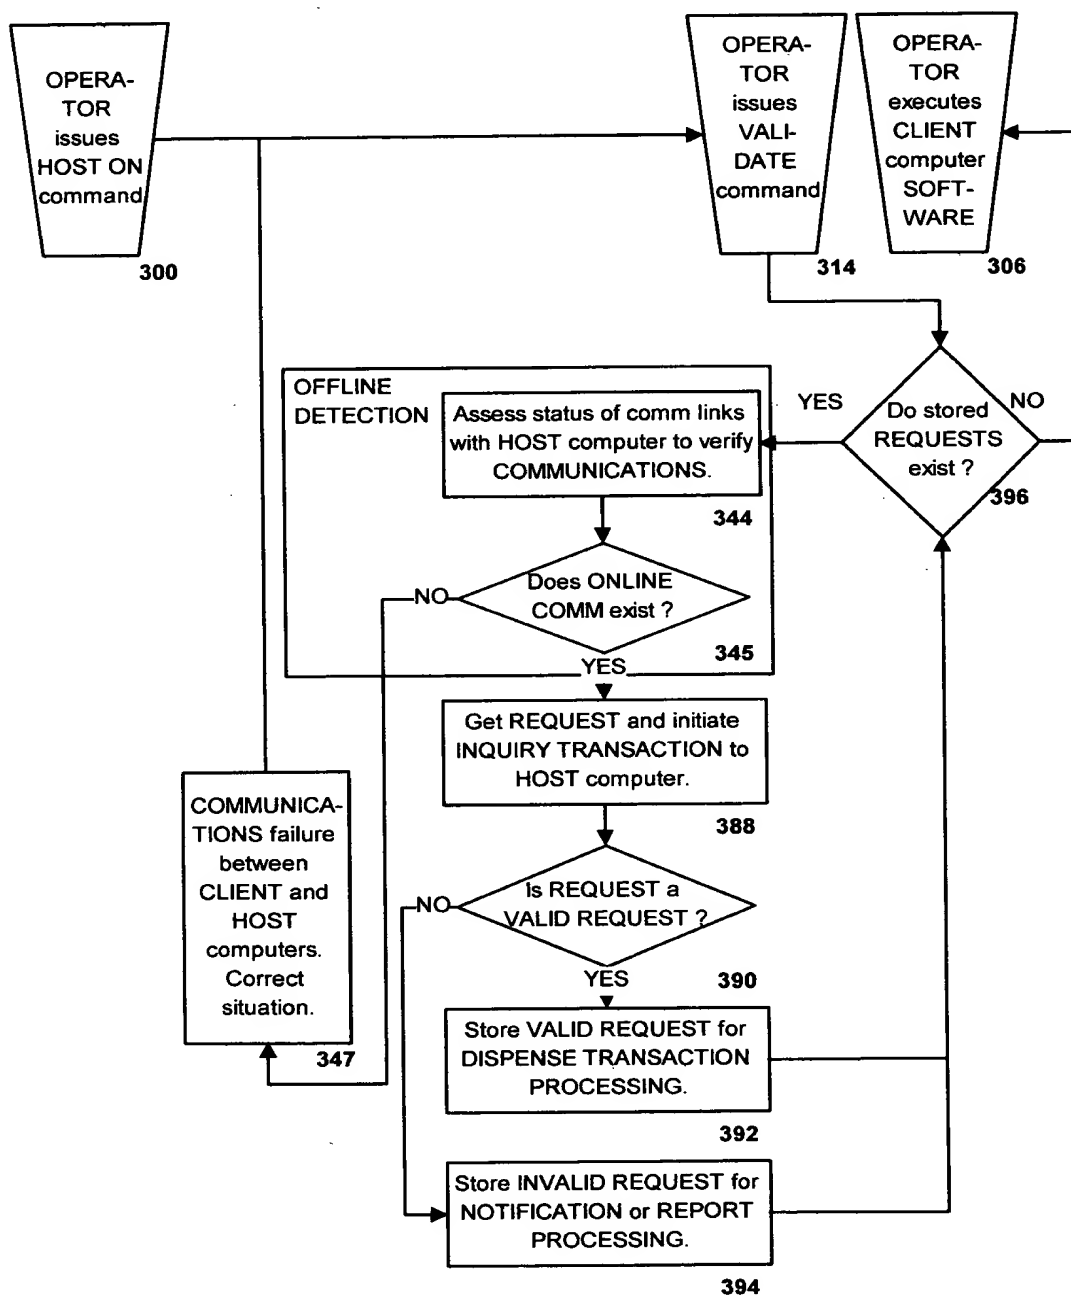 OPERA-
TOR
issues
HOST ON
command
300
OPERA-
TOR
issues
VALI-
DATE
command
314
OPERA-
TOR
executes
CLIENT
computer
SOFT-
WARE
306
Do stored
REQUESTS
exist ?
396
YES
NO
OFFLINE
DETECTION
Assess status of comm links
with HOST computer to verify
COMMUNICATIONS.
344
Does ONLINE
COMM exist ?
345
NO
YES
Get REQUEST and initiate
INQUIRY TRANSACTION to
HOST computer.
388
COMMUNICA-
TIONS failure
between
CLIENT and
HOST
computers.
Correct
situation.
347
Is REQUEST a
VALID REQUEST ?
390
NO
YES
Store VALID REQUEST for
DISPENSE TRANSACTION
PROCESSING.
392
Store INVALID REQUEST for
NOTIFICATION or REPORT
PROCESSING.
394